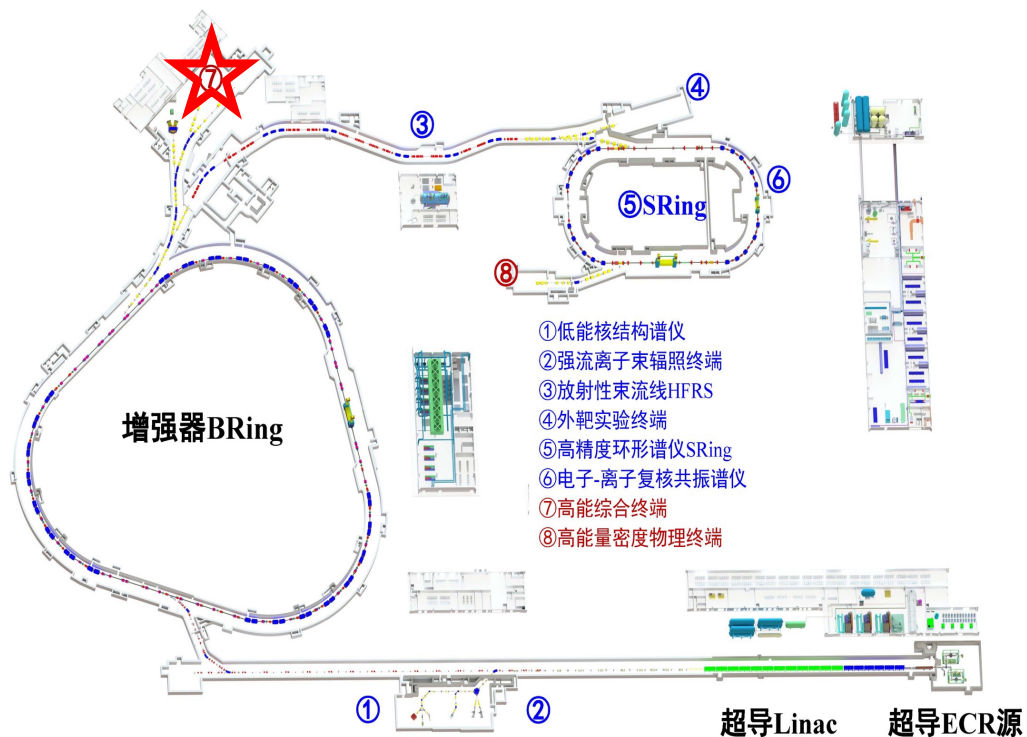 ⑦
④
③
⑥
⑤SRing
⑧
①低能核结构谱仪
②强流离子束辐照终端
③放射性束流线HFRS
④外靶实验终端
⑤高精度环形谱仪SRing
⑥电子-离子复核共振谱仪
⑦高能综合终端
⑧高能量密度物理终端
增强器BRing
①
②
超导Linac
超导ECR源